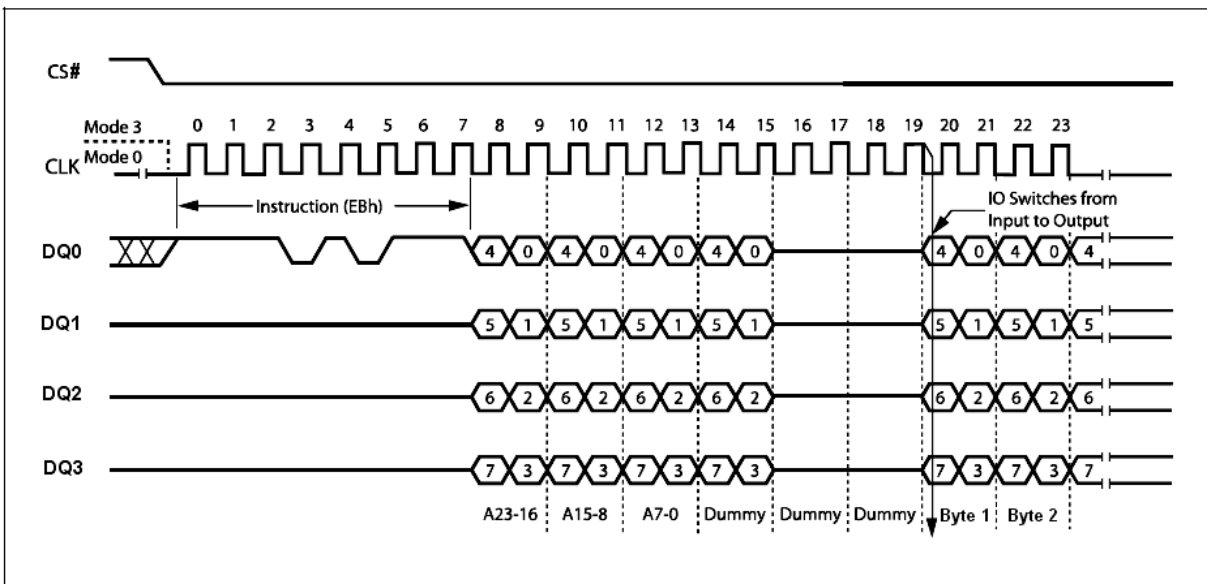 CS#
Mode 3
0 1 2 3 4 5 6 7 8 9 10 11 12 13 14 15 16 17 18 19 20 21 22 23
CLK Mode 0
Instruction (EBh)
IO Switches from
Input to Output
DQ0 4 0 4 0 4 0 4 0 4 0 4 0 4
DQ1 5 1 5 1 5 1 5 1 5 1 5 1 5
DQ2 6 2 6 2 6 2 6 2 6 2 6 2 6
DQ3 7 3 7 3 7 3 7 3 7 3 7 3 7
A23-16 A15-8 A7-0 Dummy Dummy Dummy Byte 1 Byte 2